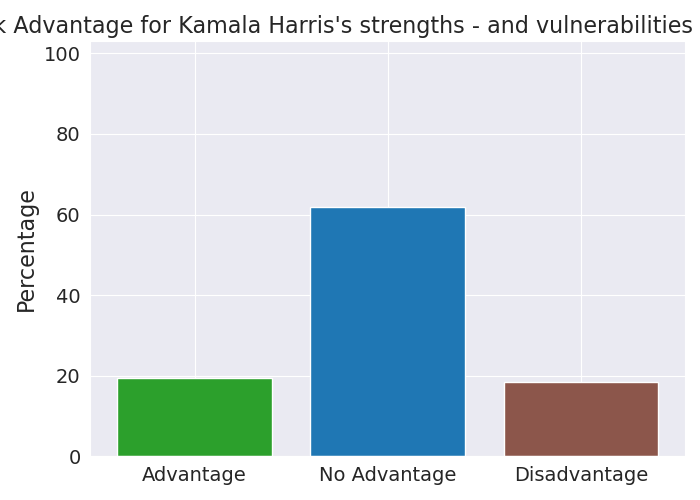 Advantage for Kamala Harris's strengths - and vulnerabilities
100
80
60
40
20
0
Percentage
Advantage
No Advantage
Disadvantage